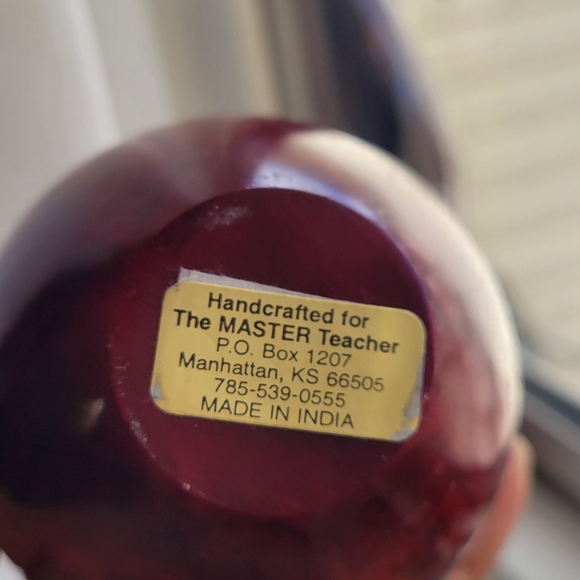 Handcrafted for
The MASTER Teacher
P.O. Box 1207
Manhattan, KS 66505
785-539-0555
MADE IN INDIA